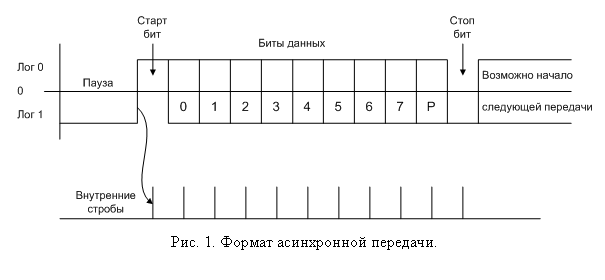 Старт
бит
Стоп
бит
Биты данных
Лог 0
Пауза
Возможно начало
0
Лог 1
0 1 2 3 4 5 6 7 P
следующей передачи
Внутренние
стробы
Рис. 1. Формат асинхронной передачи.